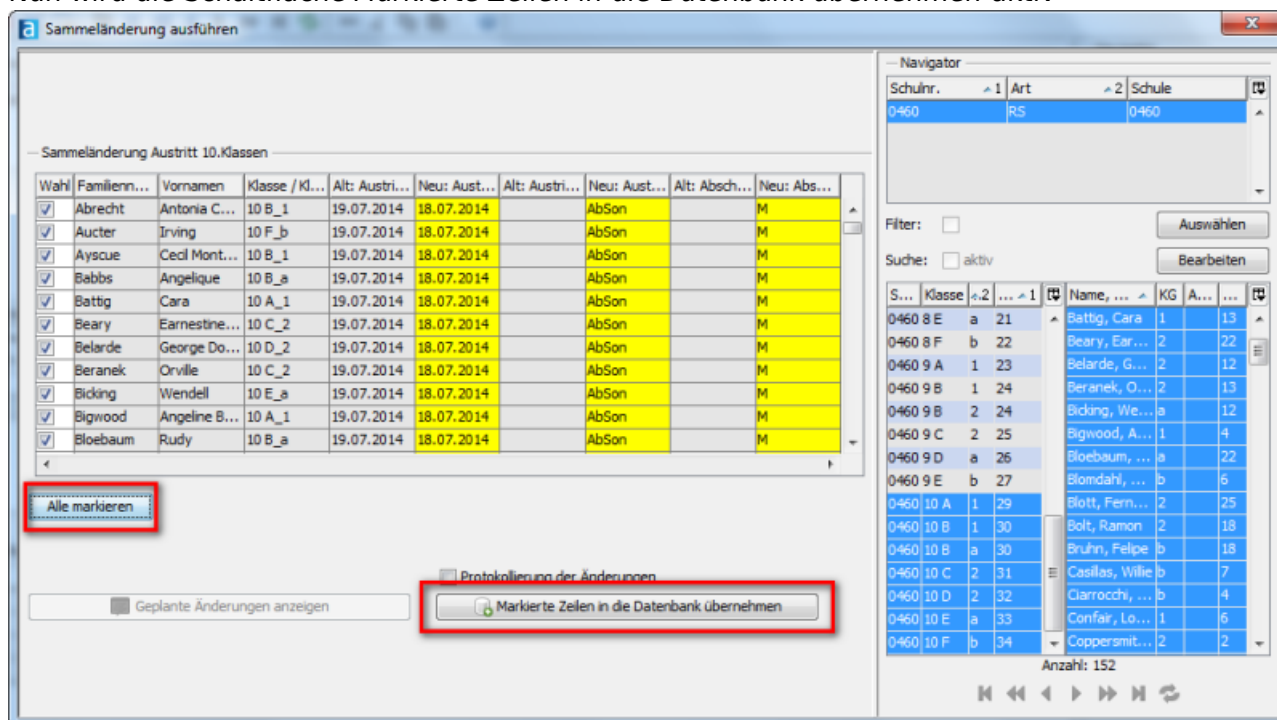 Sammeländerung ausführen
Sammeländerung Austritt 10.Klassen
Wahl Familienn... Vornamen Klasse / Kl... Alt: Austri... Neu: Aust... Alt: Austri... Neu: Aust... Alt: Absch... Neu: Abs...
Abrecht Antonia C... 10 B_1 19.07.2014 18.07.2014 AbSon M
Aucter Irving 10 F_b 19.07.2014 18.07.2014 AbSon M
Ayscue Cecil Mont... 10 B_1 19.07.2014 18.07.2014 AbSon M
Babbs Angelique 10 B_a 19.07.2014 18.07.2014 AbSon M
Battig Cara 10 A_1 19.07.2014 18.07.2014 AbSon M
Beary Earnestine... 10 C_2 19.07.2014 18.07.2014 AbSon M
Belarde George Do... 10 D_2 19.07.2014 18.07.2014 AbSon M
Beranek Orville 10 C_2 19.07.2014 18.07.2014 AbSon M
Bicking Wendell 10 E_a 19.07.2014 18.07.2014 AbSon M
Bigwood Angeline B... 10 A_1 19.07.2014 18.07.2014 AbSon M
Bloebaum Rudy 10 B_a 19.07.2014 18.07.2014 AbSon M
Alle markieren
Protokollierung der Änderungen
Geplante Änderungen anzeigen
Markierte Zeilen in die Datenbank übernehmen
Navigator
Schulnr. 1 Art 2 Schule
0460 RS 0460
Filter: Auswählen
Suche: aktiv Bearbeiten
S... Klasse 2 ... 1 Name, ... KG A... ...
0460 8 E a 21 Battig, Cara 1 13
0460 8 F b 22 Beary, Ear... 2 22
0460 9 A 1 23 Belarde, G... 2 12
0460 9 B 1 24 Beranek, O... 2 13
0460 9 B 2 24 Bicking, We... a 12
0460 9 C 2 25 Bigwood, A... 1 4
0460 9 D a 26 Bloebaum, ... a 22
0460 9 E b 27 Blomdahl, ... b 6
0460 10 A 1 29 Blott, Fern... 2 25
0460 10 B 1 30 Bolt, Ramon 2 18
0460 10 B a 30 Bruhn, Felipe b 18
0460 10 C 2 31 Casillas, Willie b 7
0460 10 D 2 32 Ciarrocchi, ... b 4
0460 10 E a 33 Confair, Lo... 1 6
0460 10 F b 34 Coppersmit... 2 2
Anzahl: 152